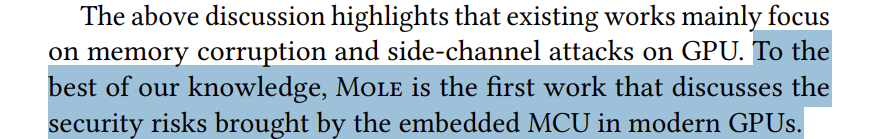 The above discussion highlights that existing works mainly focus
on memory corruption and side-channel attacks on GPU. To the
best of our knowledge, Mole is the first work that discusses the
security risks brought by the embedded MCU in modern GPUs.